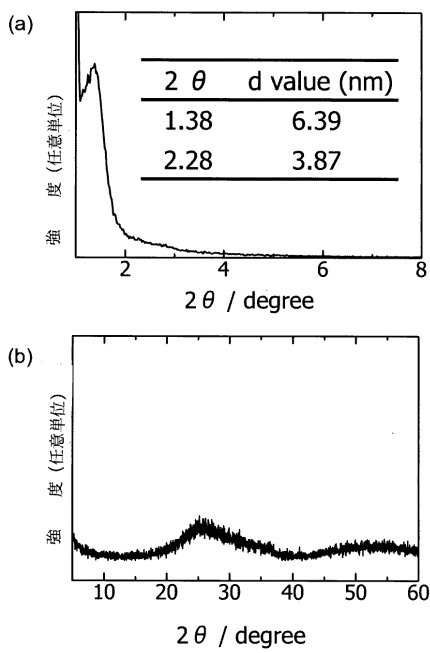 (a)
2 θ d value (nm)
1.38 6.39
2.28 3.87
強 度 (任意単位)
2 4 6 8
2θ / degree
(b)
強 度 (任意単位)
10 20 30 40 50 60
2θ / degree